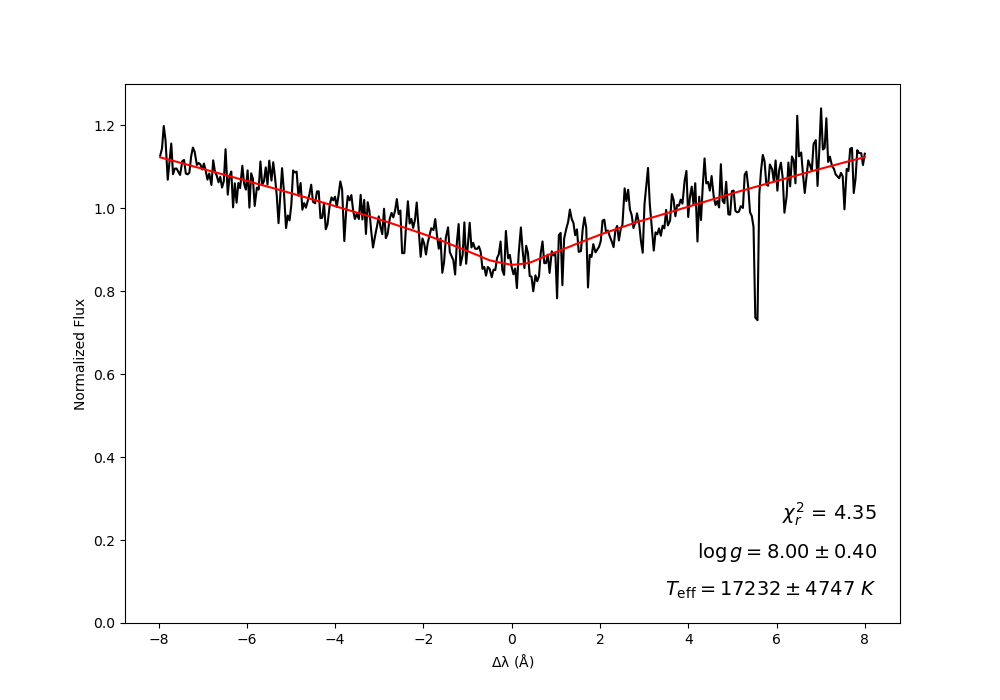 1.2
1.0
0.8
0.6
0.4
0.2
0.0
Normalized Flux
χ²ᵣ = 4.35
log g = 8.00 ± 0.40
T_eff = 17232 ± 4747 K
−8 −6 −4 −2 0 2 4 6 8
Δλ (Å)